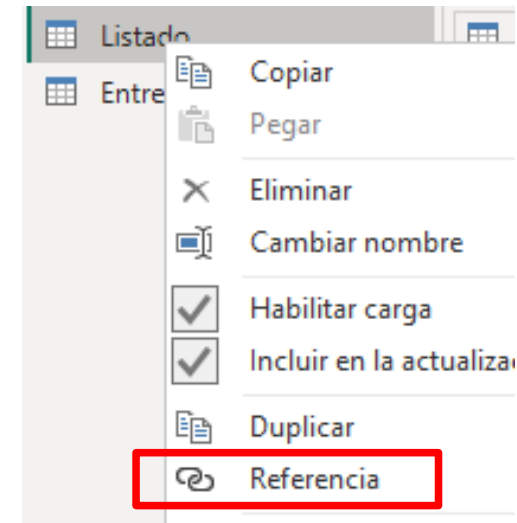 Listado
Entre
Copiar
Pegar
Eliminar
Cambiar nombre
Habilitar carga
Incluir en la actualiza
Duplicar
Referencia